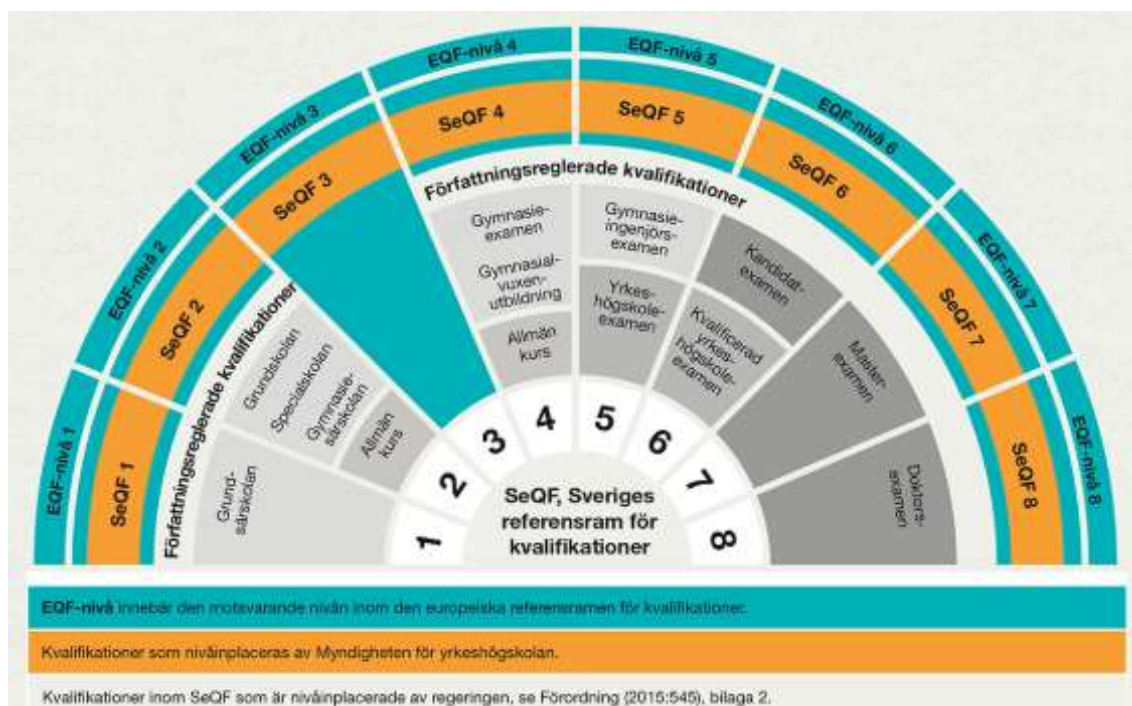 EQF-nivå 1
EQF-nivå 2
EQF-nivå 3
EQF-nivå 4
EQF-nivå 5
EQF-nivå 6
EQF-nivå 7
EQF-nivå 8
SeQF 1
SeQF 2
SeQF 3
SeQF 4
SeQF 5
SeQF 6
SeQF 7
SeQF 8
Författningsreglerade kvalifikationer
Författningsreglerade kvalifikationer
Grund-
särskolan
Grundskolan
Specialskolan
Gymnasie-
särskolan
Allmän
kurs
Gymnasie-
examen
Gymnasial-
vuxen-
utbildning
Allmän
kurs
Gymnasie-
ingenjörs-
examen
Yrkes-
högskole-
examen
Kandidat-
examen
Kvalificerad
yrkes-
högskole-
examen
Master-
examen
Doktors-
examen
1
2
3
4
5
6
7
8
SeQF, Sveriges
referensram för
kvalifikationer
EQF-nivå innebär den motsvarande nivån inom den europeiska referensramen för kvalifikationer.
Kvalifikationer som nivåinplaceras av Myndigheten för yrkeshögskolan.
Kvalifikationer inom SeQF som är nivåinplacerade av regeringen, se Förordning (2015:545), bilaga 2.